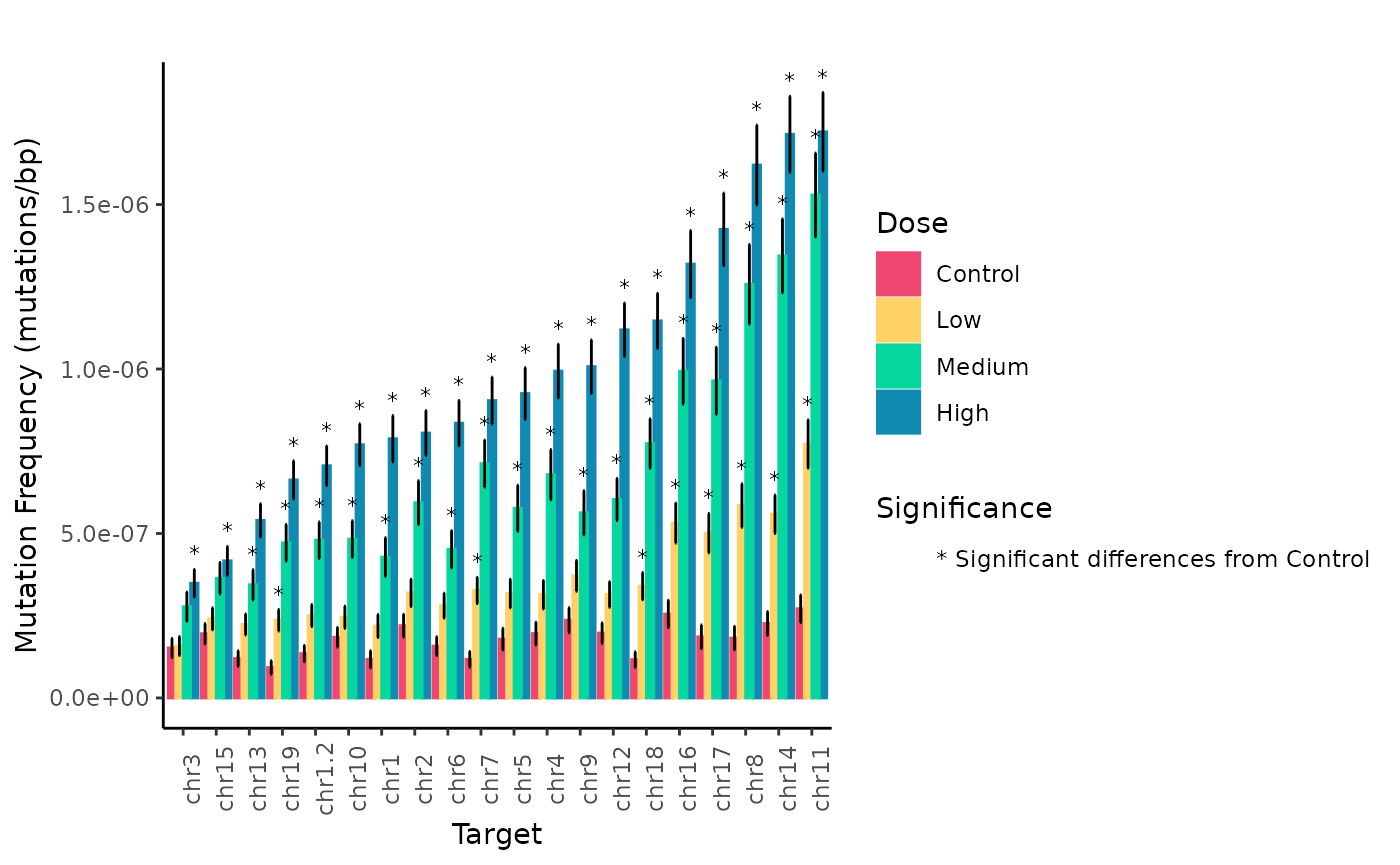 Mutation Frequency (mutations/bp)
1.5e-06
1.0e-06
5.0e-07
0.0e+00
chr3 chr15 chr13 chr19 chr1.2 chr10 chr1 chr2 chr6 chr7 chr5 chr4 chr9 chr12 chr18 chr16 chr17 chr8 chr14 chr11
Target
Dose
Control
Low
Medium
High
Significance
* Significant differences from Control